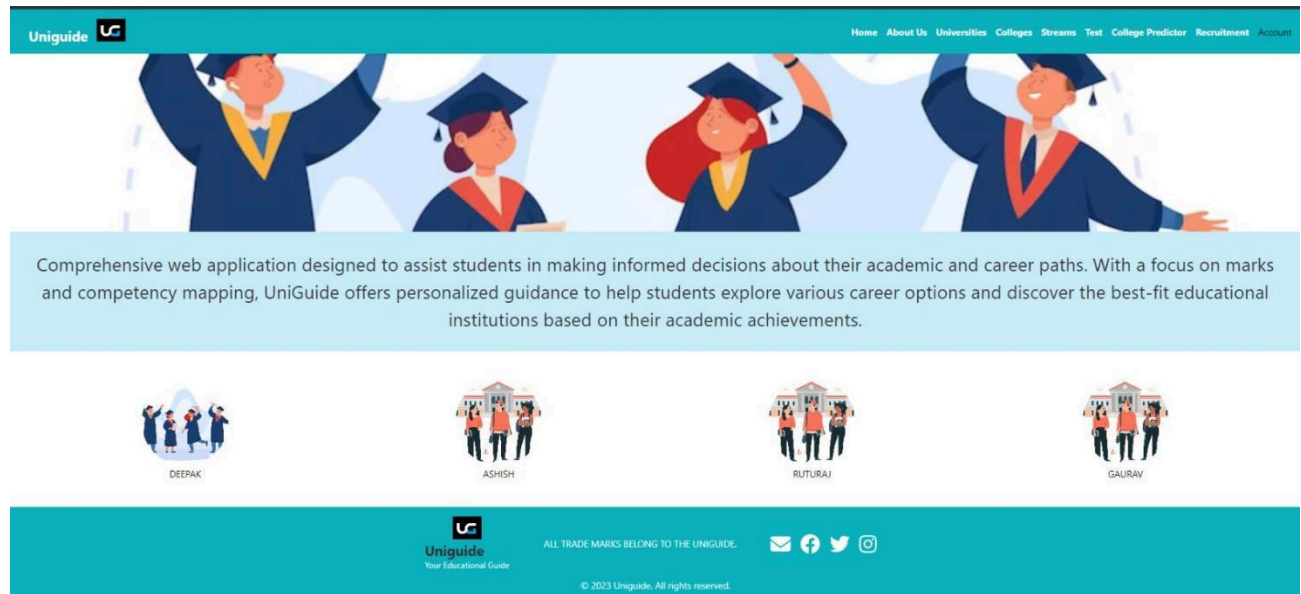 Uniguide UG
Home About Us Universities Colleges Streams Test College Predictor Recruitment Account
Comprehensive web application designed to assist students in making informed decisions about their academic and career paths. With a focus on marks
and competency mapping, UniGuide offers personalized guidance to help students explore various career options and discover the best-fit educational
institutions based on their academic achievements.
DEEPAK
ASHISH
RUTURAJ
GAURAV
UG
Uniguide
Your Educational Guide
ALL TRADE MARKS BELONG TO THE UNIGUIDE.
© 2023 Uniguide. All rights reserved.